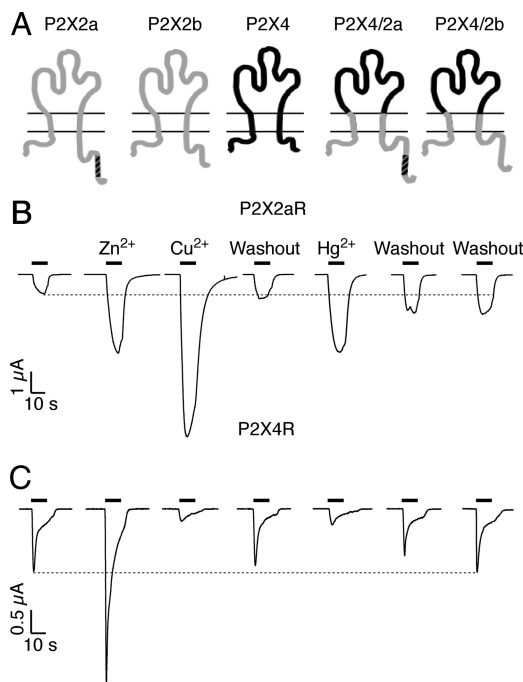 A P2X2a P2X2b P2X4 P2X4/2a P2X4/2b
B P2X2aR
Zn2+ Cu2+ Washout Hg2+ Washout Washout
1 µA
10 s
P2X4R
C
0.5 µA
10 s